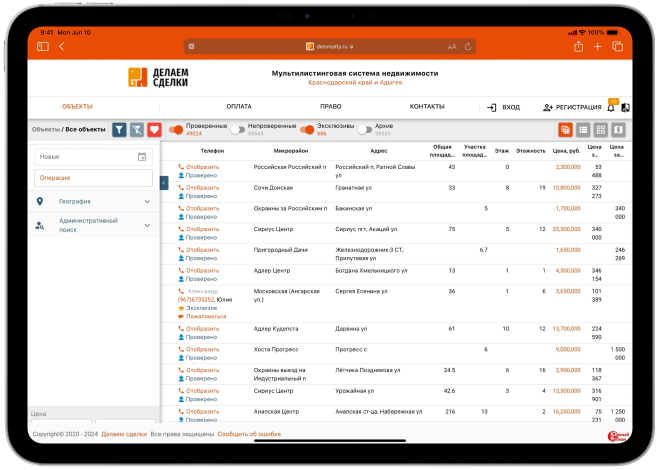 9:41 Mon Jun 10
100%
delorealty.ru
AA
ДЕЛАЕМ
СДЕЛКИ
Мультилистинговая система недвижимости
Краснодарский край и Адыгея
ОБЪЕКТЫ ОПЛАТА ПРАВО КОНТАКТЫ ВХОД РЕГИСТРАЦИЯ
Объекты / Все объекты
Проверенные Непроверенные Эксклюзивы Архив
49024 896
Новые
Операция
География
Административный
поиск
Цена
Телефон Микрорайон Адрес Общая площад... Участка площад... Этаж Этажность Цена, руб. Цена з... Цена за...
Отобразить Российская Российский п Российский п, Ратной Славы 43 0 2,300,000 53
Проверено ул 488
Отобразить Сочи Донская Гранатная ул 33 8 19 10,800,000 327
Проверено 273
Отобразить Окраины за Российским п Бакинская ул 5 1,700,000 340
Проверено 000
Отобразить Сириус Центр Сириус пгт, Акаций ул 75 5 12 25,500,000 340
Проверено 000
Отобразить Пригородный Дачи Железнодорожник-3 СТ, 6.7 1,650,000 246
Проверено Припутевая ул 269
Отобразить Адлер Центр Богдана Хмельницкого ул 13 1 1 4,500,000 346
Проверено 154
Александр Московская (Ангарская Сергея Есенина ул 36 1 6 3,650,000 101
(967)6735252, Юлия ул.) 389
Эксклюзив
Пожаловаться
Отобразить Адлер Кудепста Дарвина ул 61 10 12 13,700,000 224
Проверено 590
Отобразить Хоста Прогресс Прогресс с 6 9,000,000 1 500
Проверено 000
Отобразить Окраины выезд на Лётчика Позднякова ул 24.5 6 16 2,900,000 118
Проверено Индустриальный п 367
Отобразить Сириус Центр Урожайная ул 42.6 3 4 13,500,000 316
Проверено 901
Отобразить Анапская Центр Анапская ст-ца, Набережная ул 216 13 2 16,250,000 75 1 250
Проверено 231 000
Copyright© 2020 - 2024 Делаем сделки Все права защищены Сообщить об ошибке